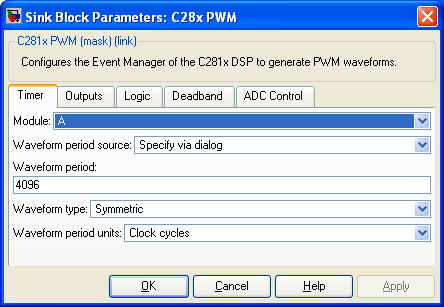 Sink Block Parameters: C28x PWM
C281x PWM (mask) (link)
Configures the Event Manager of the C281x DSP to generate PWM waveforms.
Timer Outputs Logic Deadband ADC Control
Module: A
Waveform period source: Specify via dialog
Waveform period:
4096
Waveform type: Symmetric
Waveform period units: Clock cycles
OK Cancel Help Apply